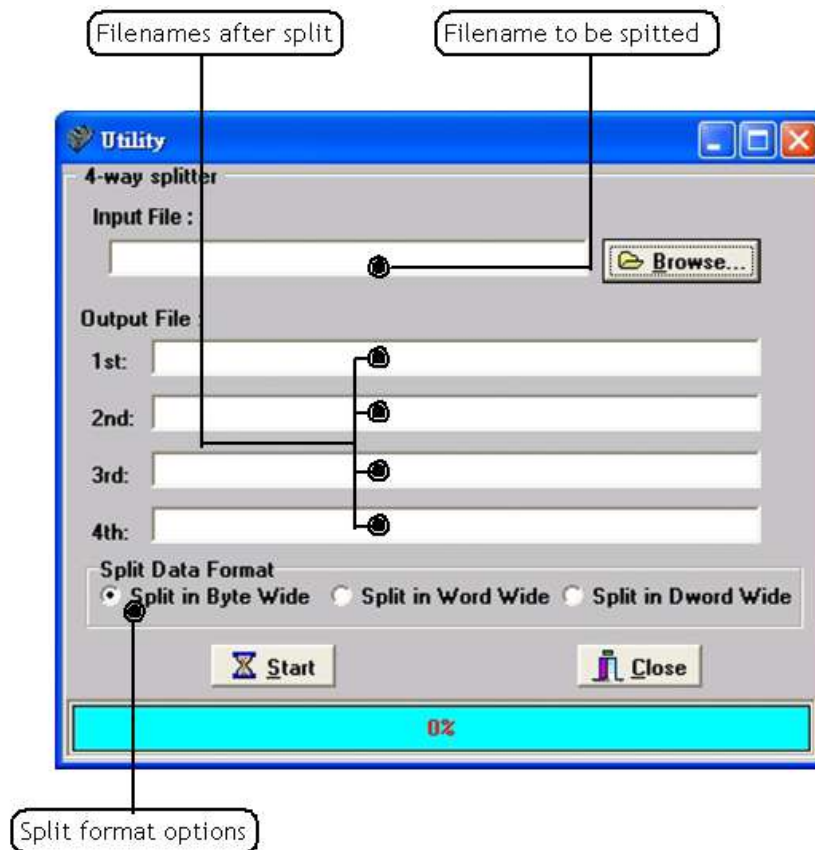 Filenames after split
Filename to be spitted
Utility
4-way splitter
Input File :
Browse...
Output File :
1st:
2nd:
3rd:
4th:
Split Data Format
Split in Byte Wide
Split in Word Wide
Split in Dword Wide
Start
Close
0%
Split format options